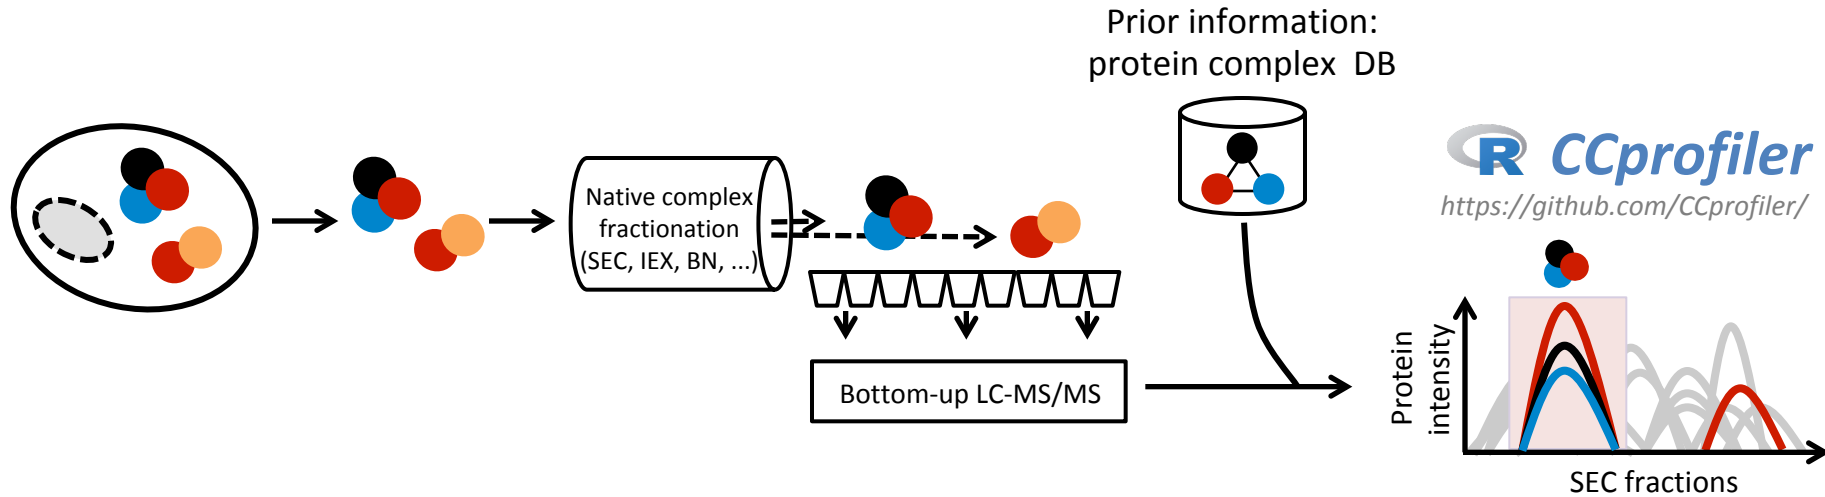 Prior information:
protein complex DB
Native complex
fractionation
(SEC, IEX, BN, ...)
Bottom-up LC-MS/MS
R CCprofiler
https://github.com/CCprofiler/
Protein
intensity
SEC fractions